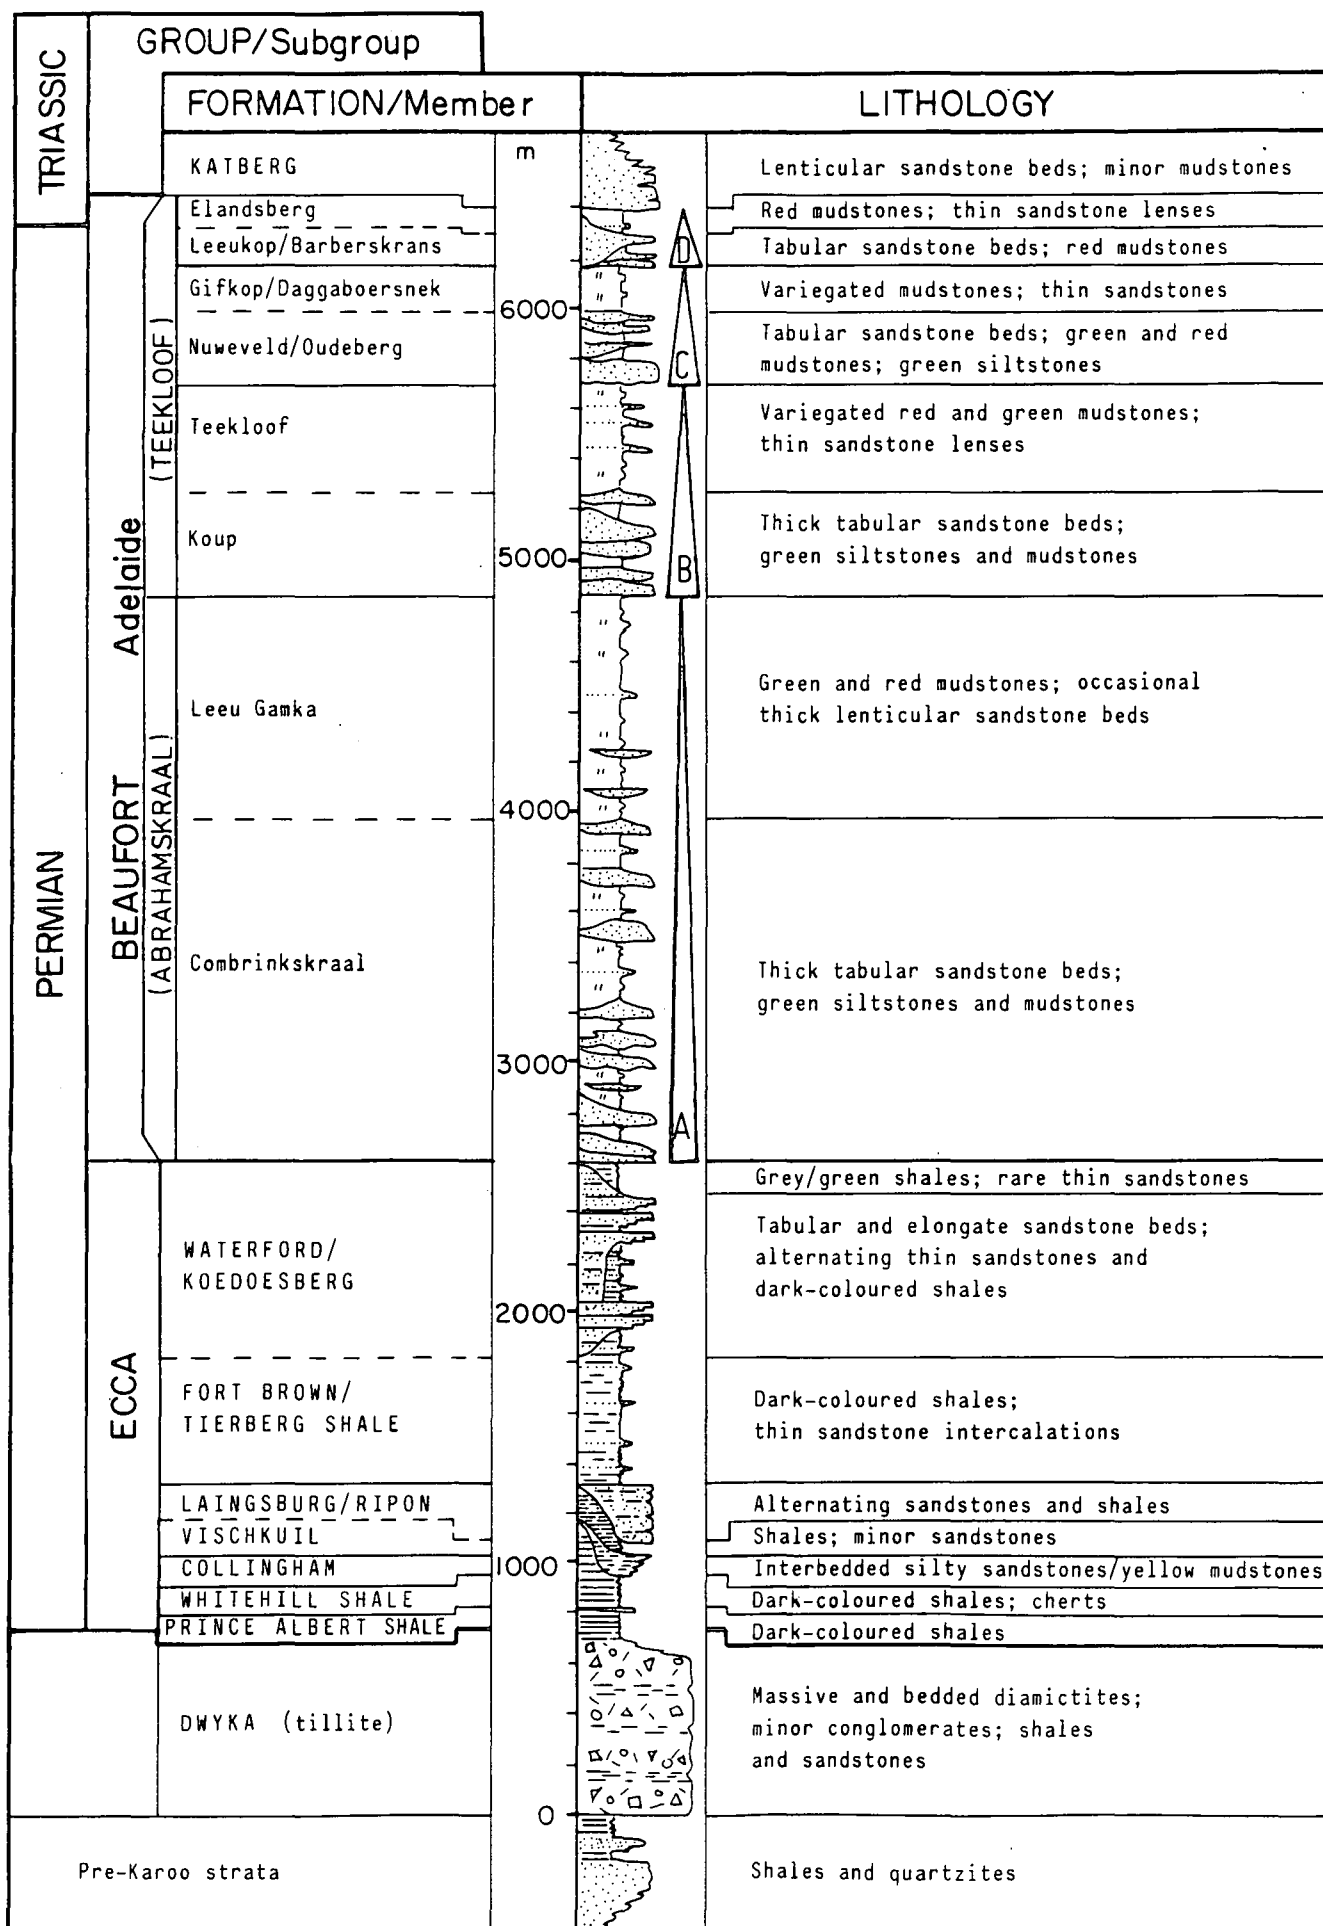 GROUP/Subgroup
TRIASSIC
FORMATION/Member
LITHOLOGY
m
KATBERG
Lenticular sandstone beds; minor mudstones
Elandsberg
Red mudstones; thin sandstone lenses
Leeukop/Barberskrans
D
Tabular sandstone beds; red mudstones
Gifkop/Daggaboersnek
Variegated mudstones; thin sandstones
6000
Nuweveld/Oudeberg
C
Tabular sandstone beds; green and red
mudstones; green siltstones
(TEEKLOOF)
Teekloof
Variegated red and green mudstones;
thin sandstone lenses
Adelaide
Koup
Thick tabular sandstone beds;
green siltstones and mudstones
5000
B
Leeu Gamka
Green and red mudstones; occasional
thick lenticular sandstone beds
4000
PERMIAN
BEAUFORT
(ABRAHAMSKRAAL)
Combrinkskraal
Thick tabular sandstone beds;
green siltstones and mudstones
3000
A
Grey/green shales; rare thin sandstones
ECCA
WATERFORD/
KOEDOESBERG
Tabular and elongate sandstone beds;
alternating thin sandstones and
dark-coloured shales
2000
FORT BROWN/
TIERBERG SHALE
Dark-coloured shales;
thin sandstone intercalations
LAINGSBURG/RIPON
Alternating sandstones and shales
VISCHKUIL
Shales; minor sandstones
COLLINGHAM
1000
Interbedded silty sandstones/yellow mudstones
WHITEHILL SHALE
Dark-coloured shales; cherts
PRINCE ALBERT SHALE
Dark-coloured shales
DWYKA (tillite)
Massive and bedded diamictites;
minor conglomerates; shales
and sandstones
0
Pre-Karoo strata
Shales and quartzites